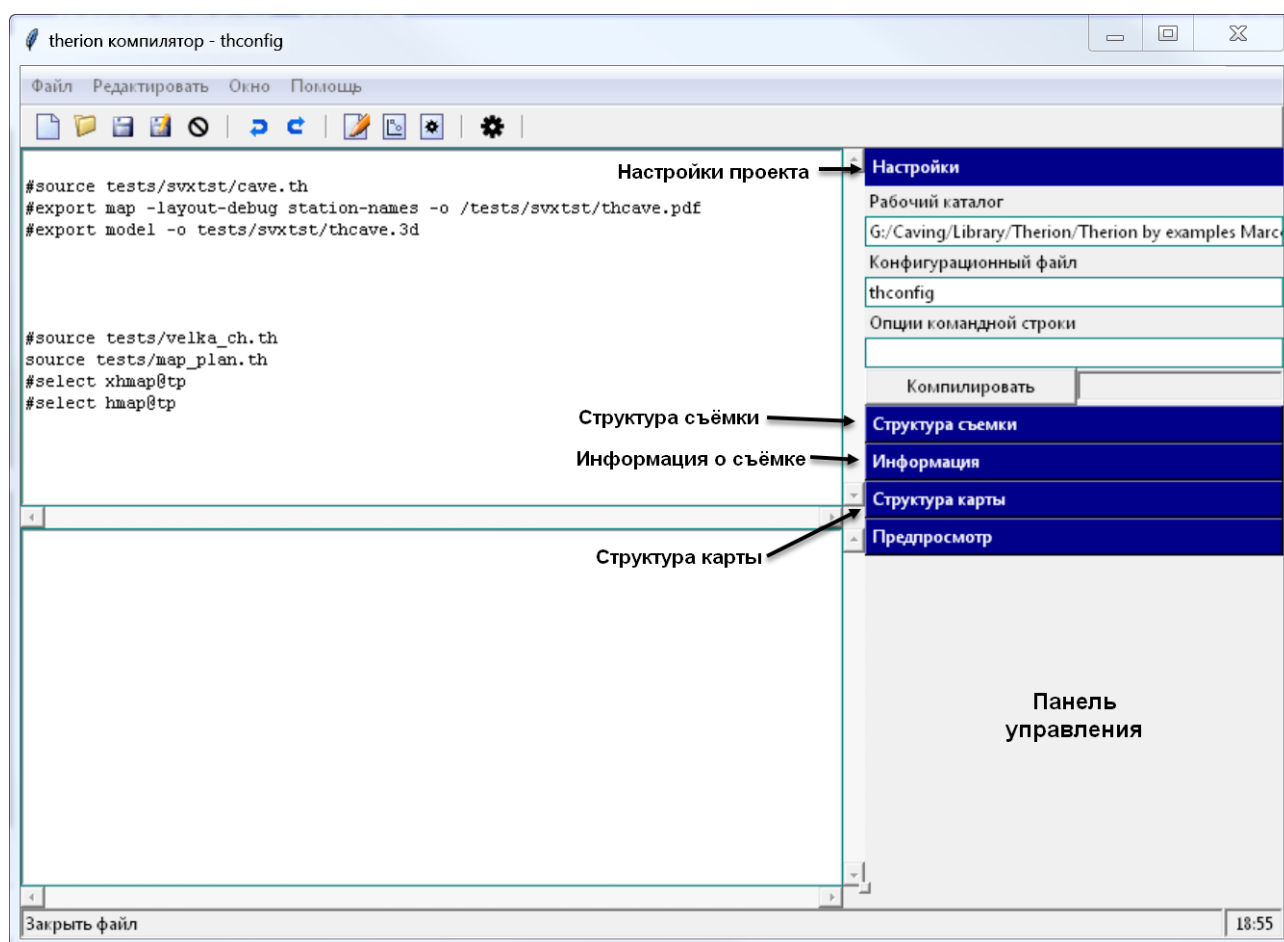 therion компилятор - thconfig
Файл Редактировать Окно Помощь
#source tests/svxtst/cave.th
#export map -layout-debug station-names -o /tests/svxtst/thcave.pdf
#export model -o tests/svxtst/thcave.3d
#source tests/velka_ch.th
source tests/map_plan.th
#select xhmap@tp
#select hmap@tp
Настройки проекта
Структура съёмки
Информация о съёмке
Структура карты
Настройки
Рабочий каталог
G:/Caving/Library/Therion/Therion by examples Marc
Конфигурационный файл
thconfig
Опции командной строки
Компилировать
Структура съемки
Информация
Структура карты
Предпросмотр
Панель
управления
Закрыть файл
18:55